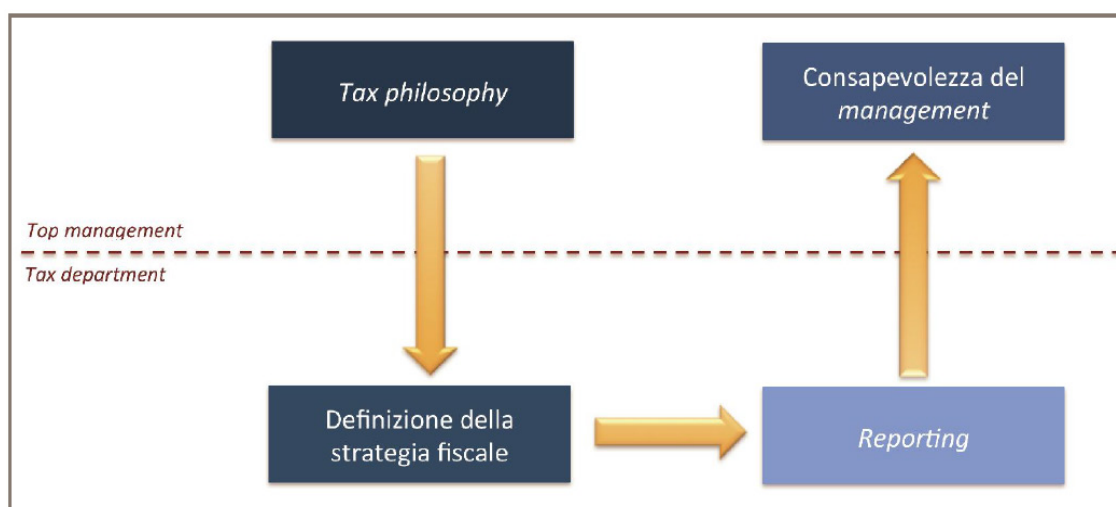 Tax philosophy
Consapevolezza del
management
Top management
Tax department
Definizione della
strategia fiscale
Reporting